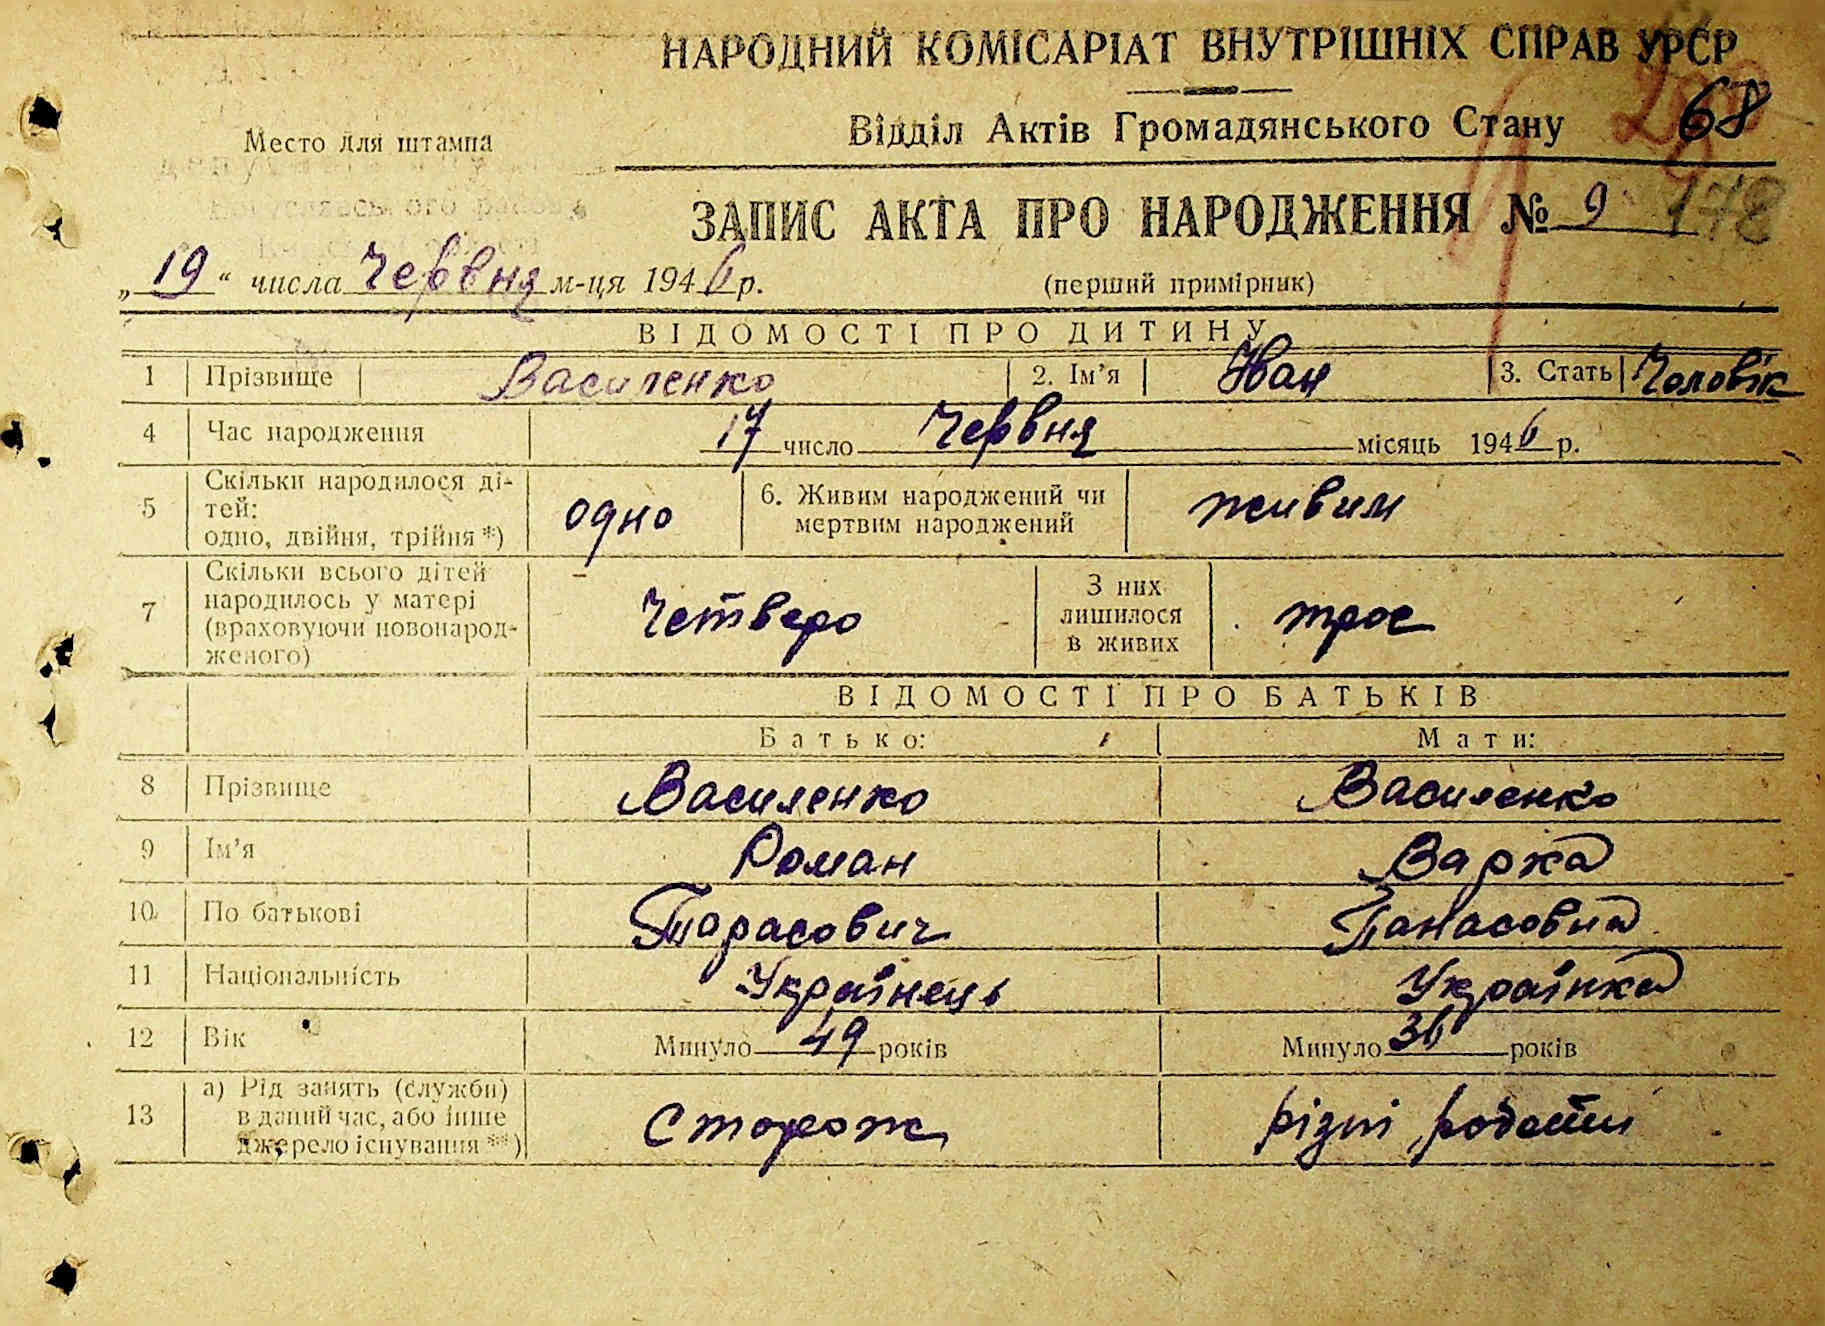 НАРОДНИЙ КОМІСАРІАТ ВНУТРІШНІХ СПРАВ УРСР
68
Место для штампа
Відділ Актів Громадянського Стану
ЗАПИС АКТА ПРО НАРОДЖЕННЯ № 9 178
„19“ числа Червня м-ця 1946 р. (перший примірник)
ВІДОМОСТІ ПРО ДИТИНУ
1 Прізвище Василенко 2. Ім’я Іван 3. Стать Чоловік
4 Час народження 17 число Червня місяць 1946 р.
5 Скільки народилося ді-
тей:
одно, двійня, трійня *) одно 6. Живим народжений чи
мертвим народжений живим
7 Скільки всього дітей
народилось у матері
(враховуючи новонарод-
женого) Четверо З них
лишилося
в живих троє
ВІДОМОСТІ ПРО БАТЬКІВ
Батько: Мати:
8 Прізвище Василенко Василенко
9 Ім’я Роман Варка
10. По батькові Тарасович Панасовна
11 Національність Українець Українка
12 Вік Минуло 49 років Минуло 36 років
13 а) Рід занять (служби)
в даний час, або інше
джерело існування **) Сторож різні роботи